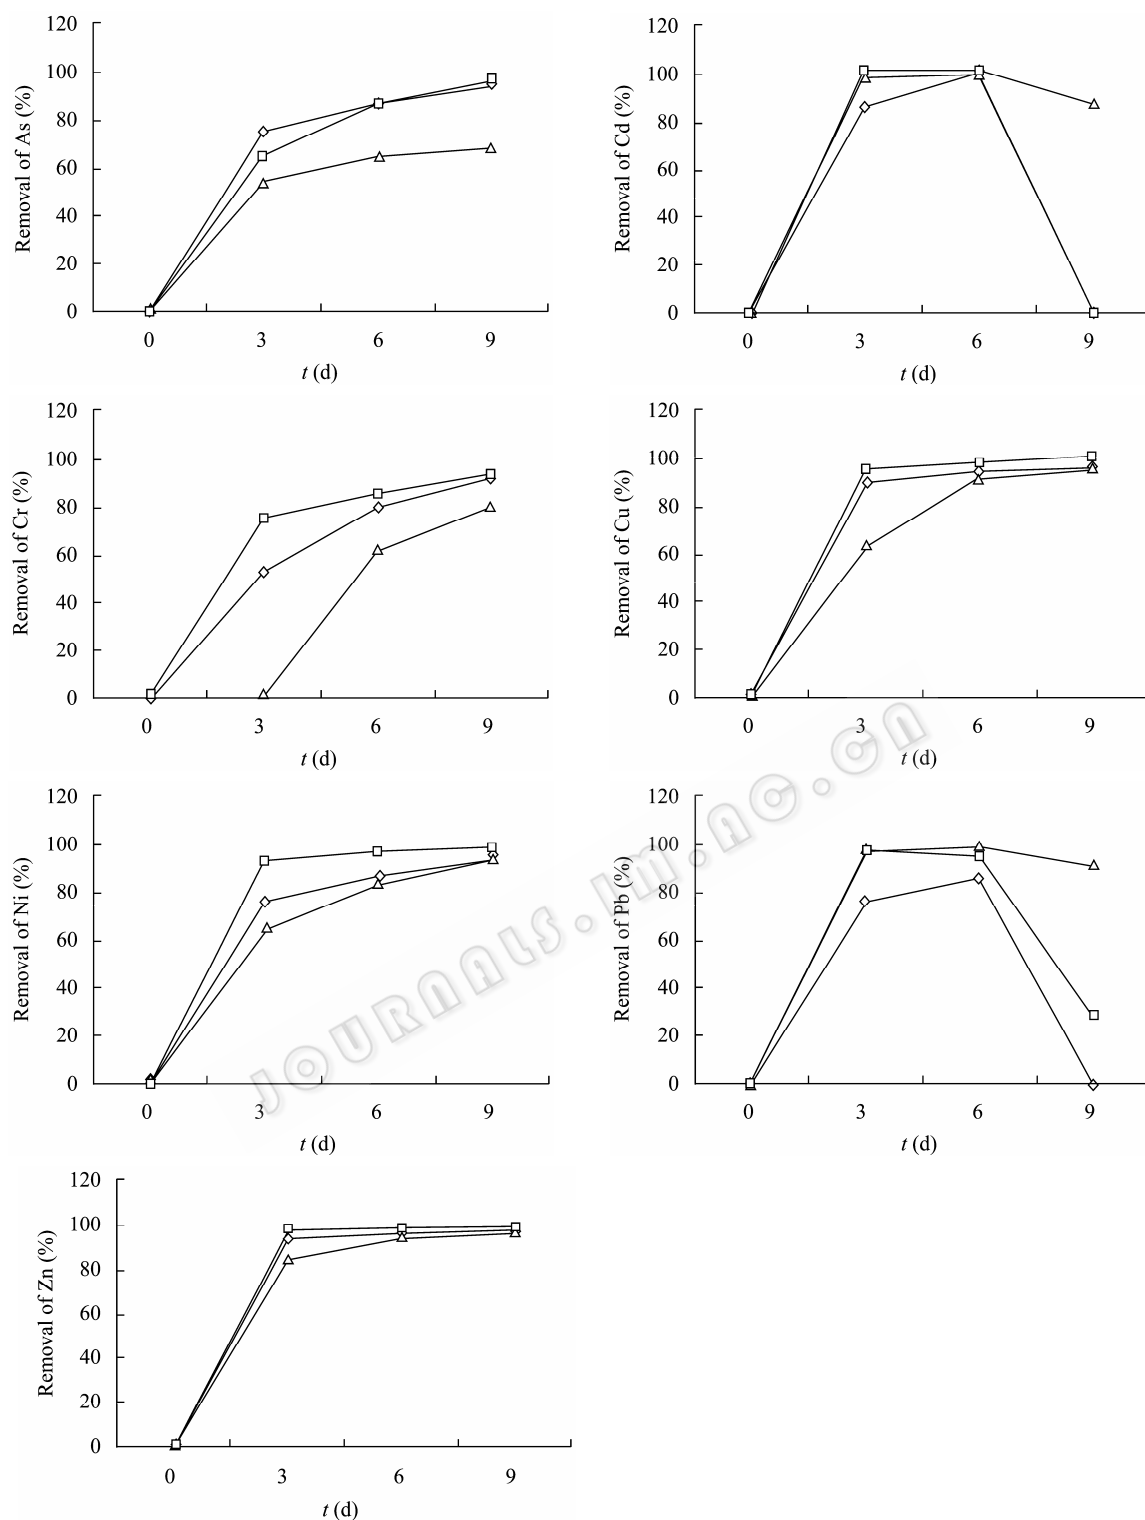 120
100
80
60
40
20
0
Removal of As (%)
0 3 6 9
t (d)
120
100
80
60
40
20
0
Removal of Cd (%)
0 3 6 9
t (d)
120
100
80
60
40
20
0
Removal of Cr (%)
0 3 6 9
t (d)
120
100
80
60
40
20
0
Removal of Cu (%)
0 3 6 9
t (d)
120
100
80
60
40
20
0
Removal of Ni (%)
0 3 6 9
t (d)
120
100
80
60
40
20
0
Removal of Pb (%)
0 3 6 9
t (d)
120
100
80
60
40
20
0
Removal of Zn (%)
0 3 6 9
t (d)
JOURNALS.IM.AC.CN